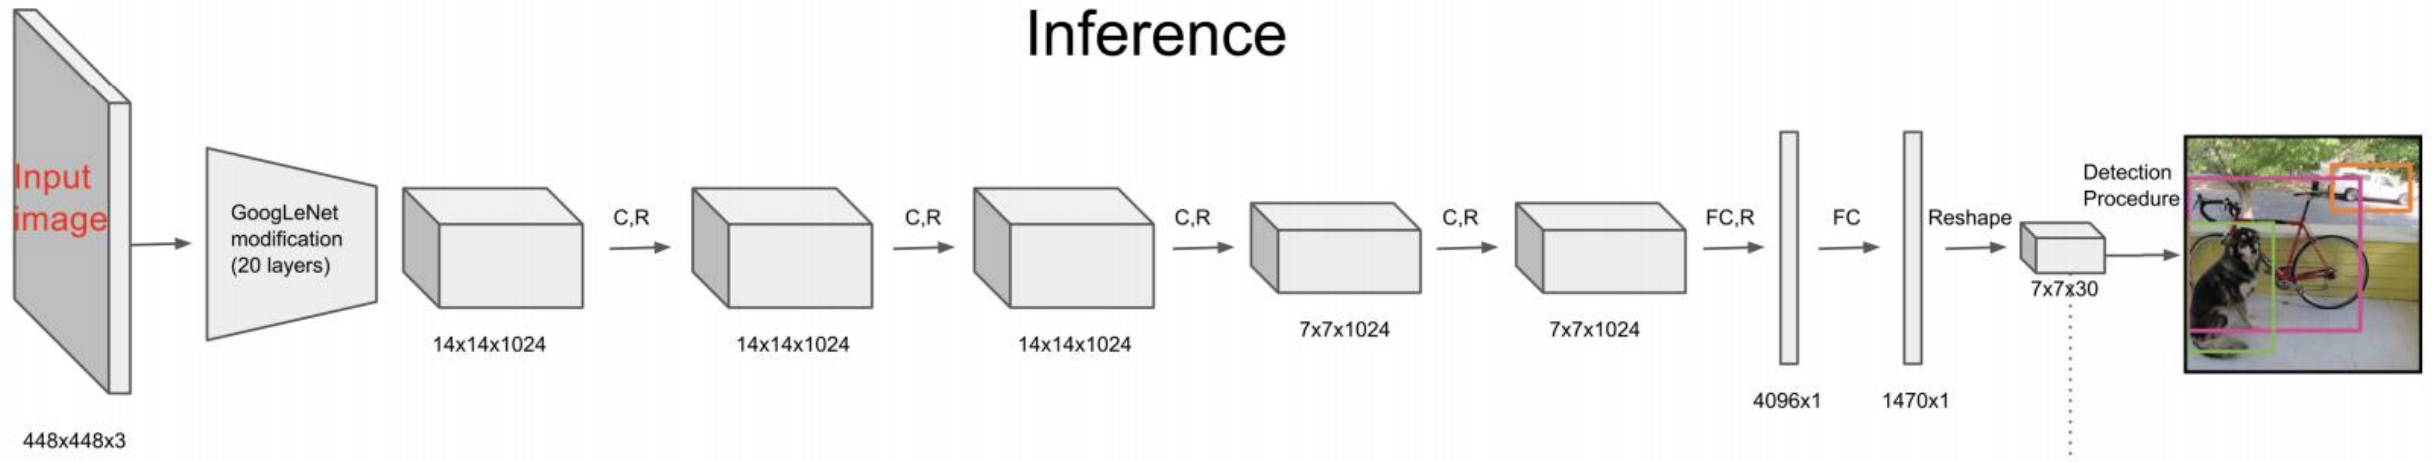 Inference
Input
image
448x448x3
GoogLeNet
modification
(20 layers)
14x14x1024
C,R
14x14x1024
C,R
14x14x1024
C,R
7x7x1024
C,R
7x7x1024
FC,R
4096x1
FC
1470x1
Reshape
7x7x30
Detection
Procedure